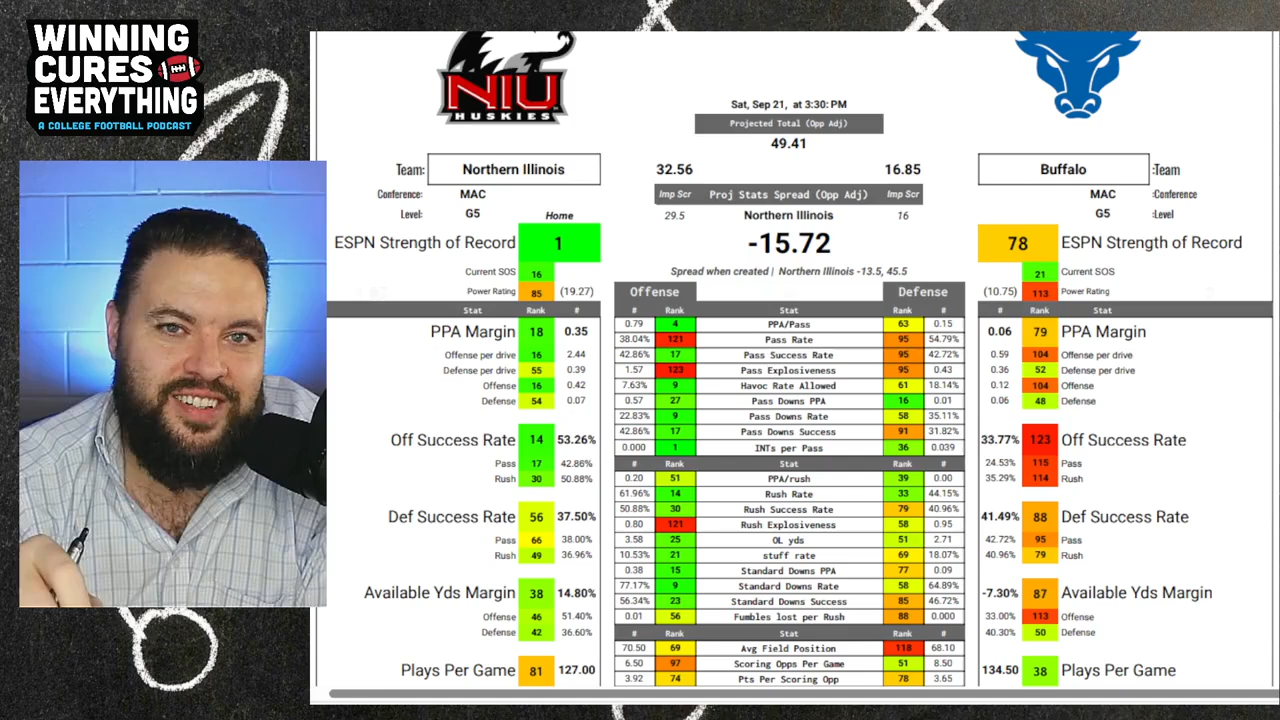 WINNING
CURES
EVERYTHING
A COLLEGE FOOTBALL PODCAST
NIU
HUSKIES
Sat, Sep 21, at 3:30: PM
Projected Total (Opp Adj)
49.41
Team: Northern Illinois 32.56 16.85 Buffalo :Team
Conference: MAC Imp Scr Proj Stats Spread (Opp Adj) Imp Scr MAC :Conference
Level: G5 Home 29.5 Northern Illinois 16 G5 :Level
ESPN Strength of Record 1 -15.72 78 ESPN Strength of Record
Current SOS 16 Spread when created | Northern Illinois -13.5, 45.5 21 Current SOS
Power Rating 85 (19.27) Offense Defense (10.75) 113 Power Rating
Stat Rank # # Rank Stat Rank # # Rank Stat
PPA Margin 18 0.35 0.06 79 PPA Margin
Offense per drive 16 2.44 0.59 104 Offense per drive
Defense per drive 55 0.39 0.36 52 Defense per drive
Offense 16 0.42 0.12 104 Offense
Defense 54 0.07 0.06 48 Defense
Off Success Rate 14 53.26% 33.77% 123 Off Success Rate
Pass 17 42.86% 24.53% 115 Pass
Rush 30 50.88% 35.29% 114 Rush
Def Success Rate 56 37.50% 41.49% 88 Def Success Rate
Pass 66 38.00% 42.72% 95 Pass
Rush 49 36.96% 40.96% 79 Rush
Available Yds Margin 38 14.80% -7.30% 87 Available Yds Margin
Offense 46 51.40% 33.00% 113 Offense
Defense 42 36.60% 40.30% 50 Defense
Plays Per Game 81 127.00 134.50 38 Plays Per Game
0.79 4 PPA/Pass 63 0.15
38.04% 121 Pass Rate 95 54.79%
42.86% 17 Pass Success Rate 95 42.72%
1.57 123 Pass Explosiveness 95 0.43
7.63% 9 Havoc Rate Allowed 61 18.14%
0.57 27 Pass Downs PPA 16 0.01
22.83% 9 Pass Downs Rate 58 35.11%
42.86% 17 Pass Downs Success 91 31.82%
0.000 1 INTs per Pass 36 0.039
# Rank Stat Rank #
0.20 51 PPA/rush 39 0.00
61.96% 14 Rush Rate 33 44.15%
50.88% 30 Rush Success Rate 79 40.96%
0.80 121 Rush Explosiveness 58 0.95
3.58 25 OL yds 51 2.71
10.53% 21 stuff rate 69 18.07%
0.38 15 Standard Downs PPA 77 0.09
77.17% 9 Standard Downs Rate 58 64.89%
56.34% 23 Standard Downs Success 85 46.72%
0.01 56 Fumbles lost per Rush 88 0.000
# Rank Stat Rank #
70.50 69 Avg Field Position 118 68.10
6.50 97 Scoring Opps Per Game 51 8.50
3.92 74 Pts Per Scoring Opp 78 3.65